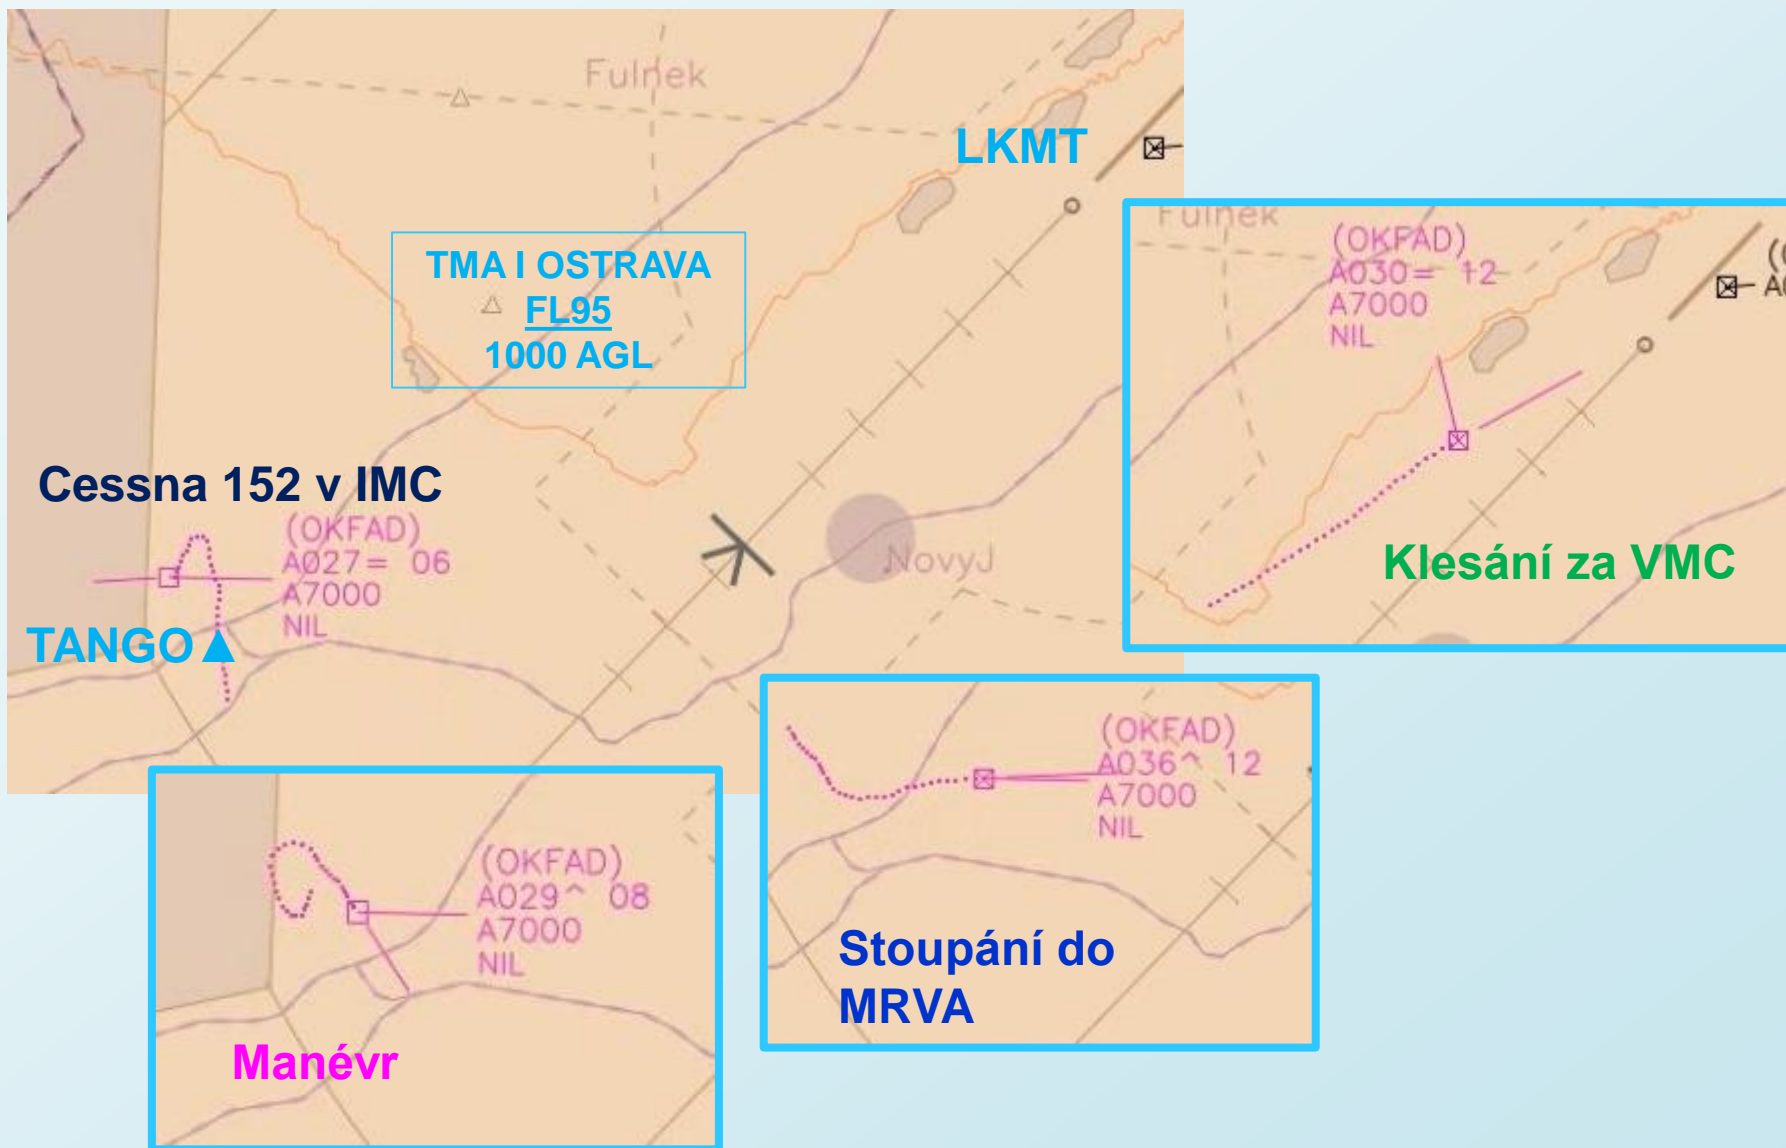 Fulnek
LKMT
TMA I OSTRAVA
FL95
1000 AGL
Cessna 152 v IMC
(OKFAD)
A027= 06
A7000
NIL
TANGO
NovyJ
Fulnek
(OKFAD)
A030= 12
A7000
NIL
Klesání za VMC
(OKFAD)
A029^ 08
A7000
NIL
Manévr
(OKFAD)
A036^ 12
A7000
NIL
Stoupání do
MRVA